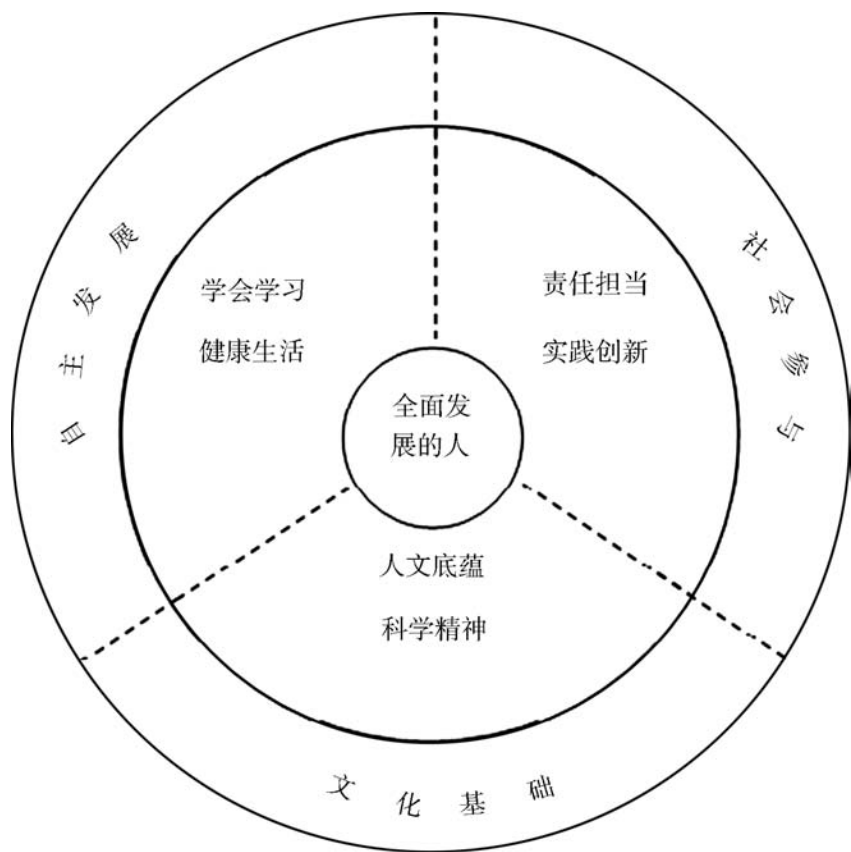 自主发展
学会学习
健康生活
社会参与
责任担当
实践创新
全面发
展的人
人文底蕴
科学精神
文化基础